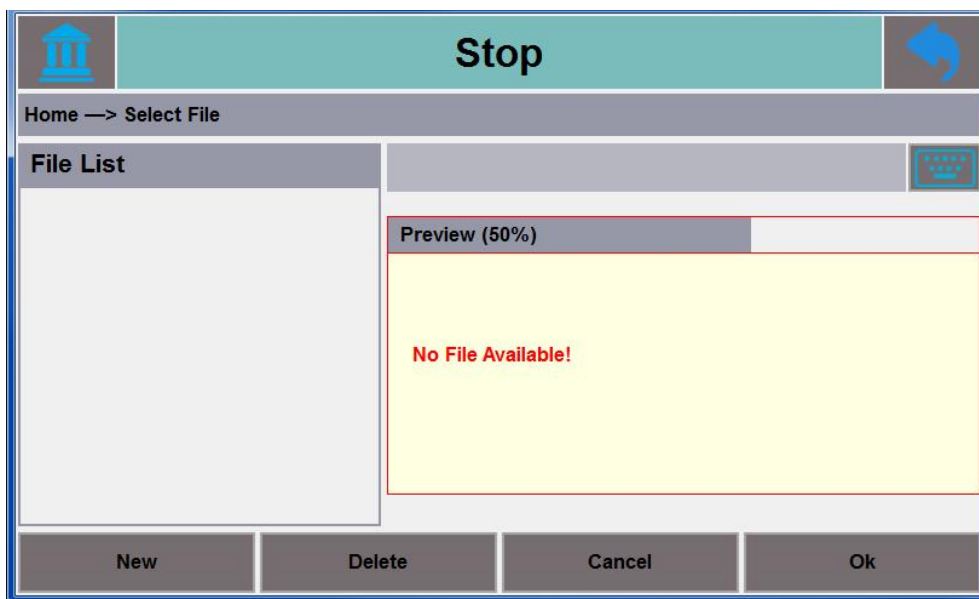 Stop
Home —> Select File
File List
Preview (50%)
No File Available!
New Delete Cancel Ok